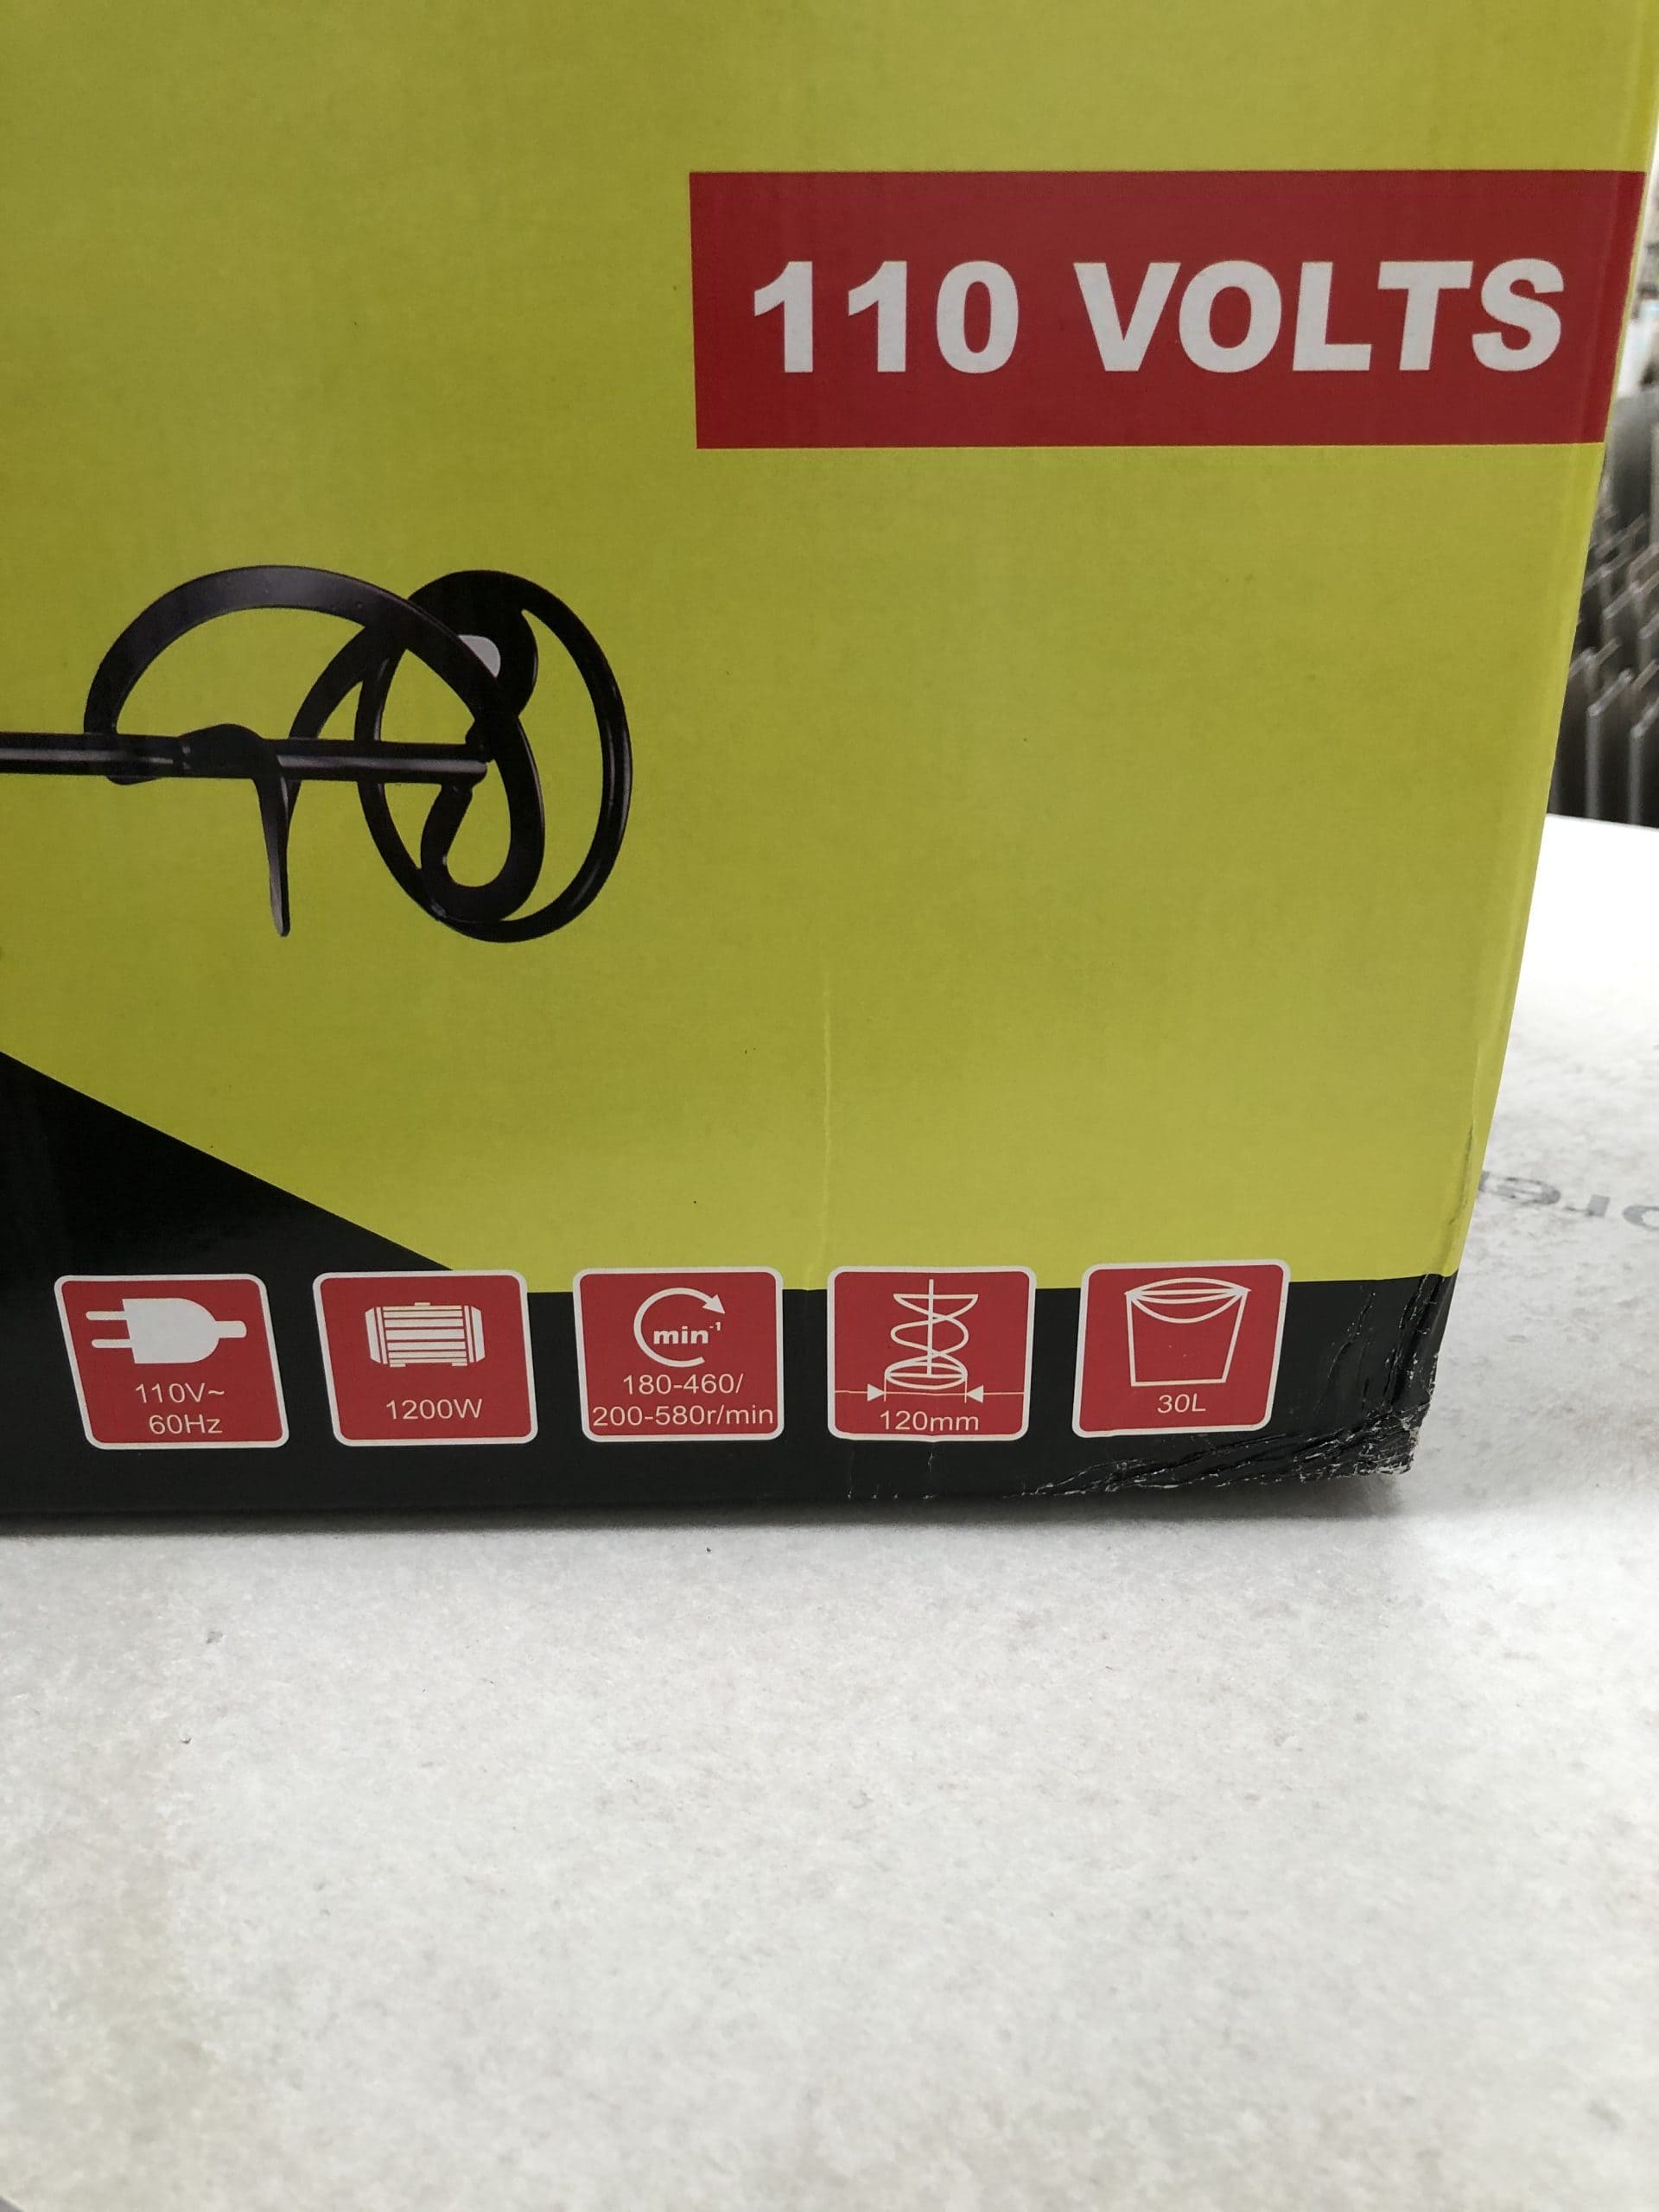 110 VOLTS
110V~
60Hz
1200W
min-1
180-460/
200-580r/min
120mm
30L